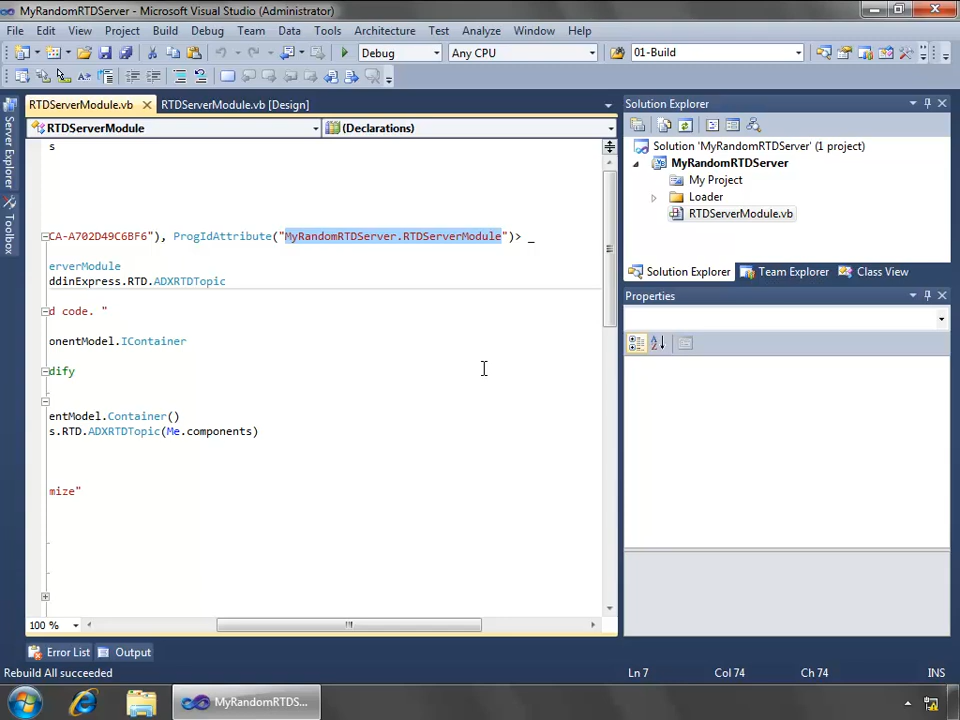 MyRandomRTDServer - Microsoft Visual Studio (Administrator)
File Edit View Project Build Debug Team Data Tools Architecture Test Analyze Window Help
Debug Any CPU 01-Build
RTDServerModule.vb RTDServerModule.vb [Design]
RTDServerModule (Declarations)
s
CA-A702D49C6BF6"), ProgIdAttribute("MyRandomRTDServer.RTDServerModule")> _
erverModule
ddinExpress.RTD.ADXRTDTopic
d code. "
onentModel.IContainer
dify
entModel.Container()
s.RTD.ADXRTDTopic(Me.components)
mize"
100 %
Server Explorer
Toolbox
Solution Explorer
Solution 'MyRandomRTDServer' (1 project)
MyRandomRTDServer
My Project
Loader
RTDServerModule.vb
Solution Explorer Team Explorer Class View
Properties
Error List Output
Rebuild All succeeded Ln 7 Col 74 Ch 74 INS
MyRandomRTDS...